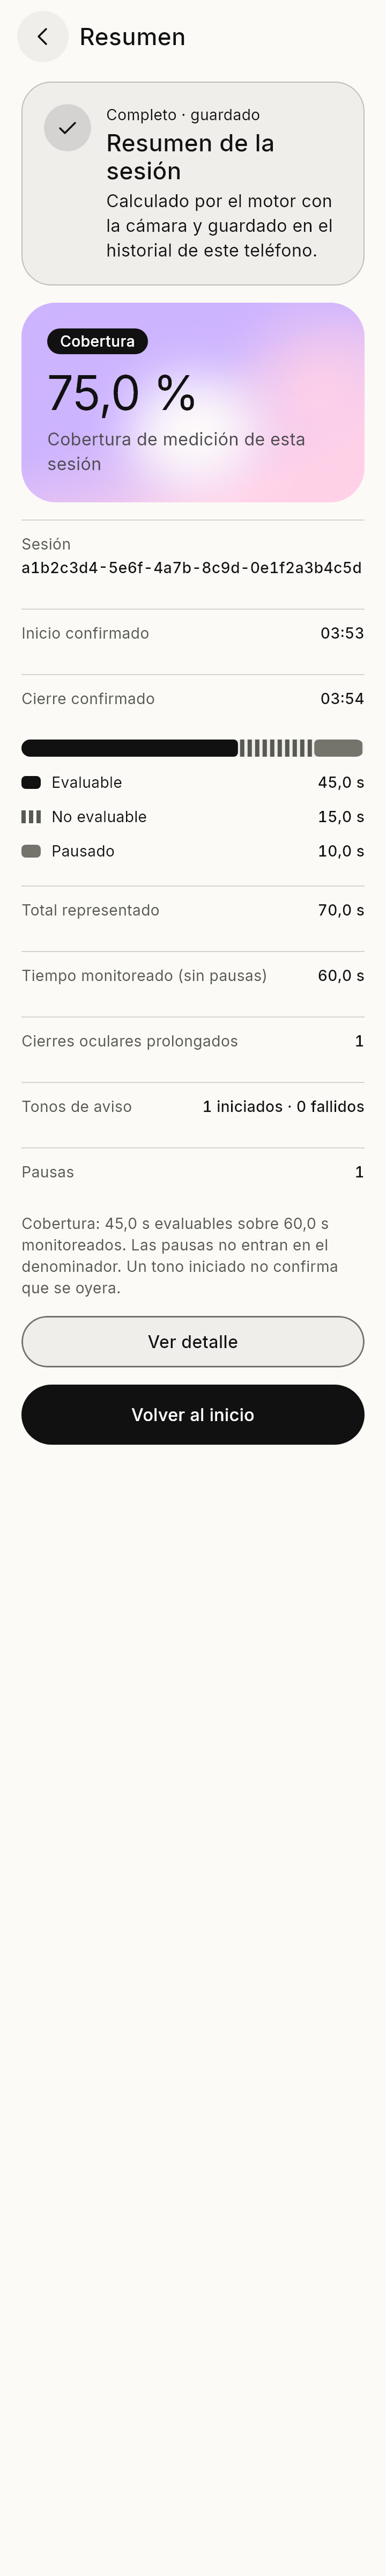 Resumen
Completo · guardado
Resumen de la
sesión
Calculado por el motor con
la cámara y guardado en el
historial de este teléfono.
Cobertura
75,0 %
Cobertura de medición de esta
sesión
Sesión
a1b2c3d4-5e6f-4a7b-8c9d-0e1f2a3b4c5d
Inicio confirmado 03:53
Cierre confirmado 03:54
Evaluable 45,0 s
No evaluable 15,0 s
Pausado 10,0 s
Total representado 70,0 s
Tiempo monitoreado (sin pausas) 60,0 s
Cierres oculares prolongados 1
Tonos de aviso 1 iniciados · 0 fallidos
Pausas 1
Cobertura: 45,0 s evaluables sobre 60,0 s
monitoreados. Las pausas no entran en el
denominador. Un tono iniciado no confirma
que se oyera.
Ver detalle
Volver al inicio